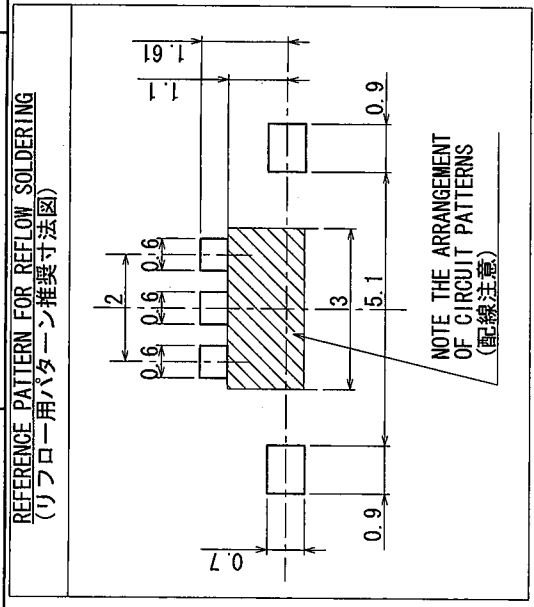 REFERENCE PATTERN FOR REFLOW SOLDERING
(リフロー用パターン推奨寸法図)
1.61
1.1
2
0.6
0.6
0.6
0.9
3
5.1
0.7
0.9
NOTE THE ARRANGEMENT
OF CIRCUIT PATTERNS
(配線注意)